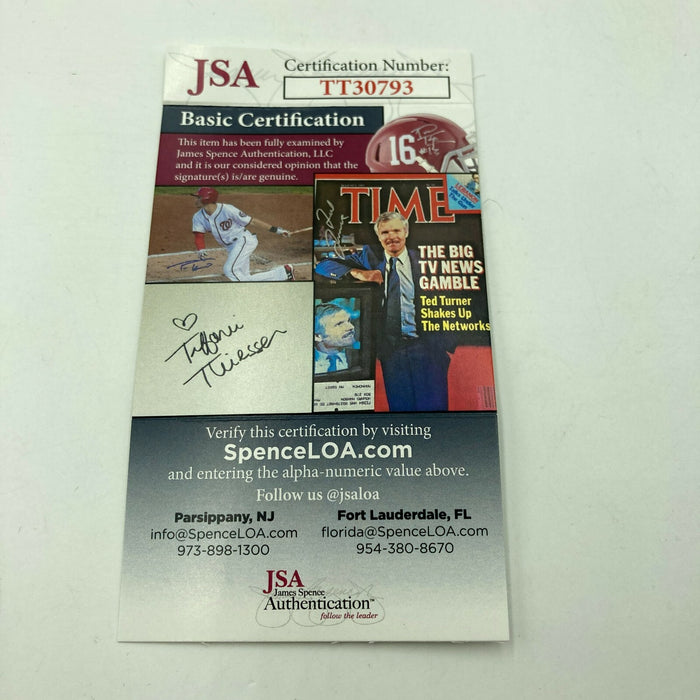 JSA
Certification Number:
TT30793
Basic Certification
This item has been fully examined by
James Spence Authentication, LLC
and it is our considered opinion that the
signature(s) is/are genuine.
16
W
TIME
THE BIG
TV NEWS
GAMBLE
Ted Turner
Shakes Up
The Networks
Tiffani
Thiessen
Verify this certification by visiting
SpenceLOA.com
and entering the alpha-numeric value above.
Follow us @jsaloa
Parsippany, NJ
info@SpenceLOA.com
973-898-1300
Fort Lauderdale, FL
florida@SpenceLOA.com
954-380-8670
JSA
James Spence
Authentication™
follow the leader